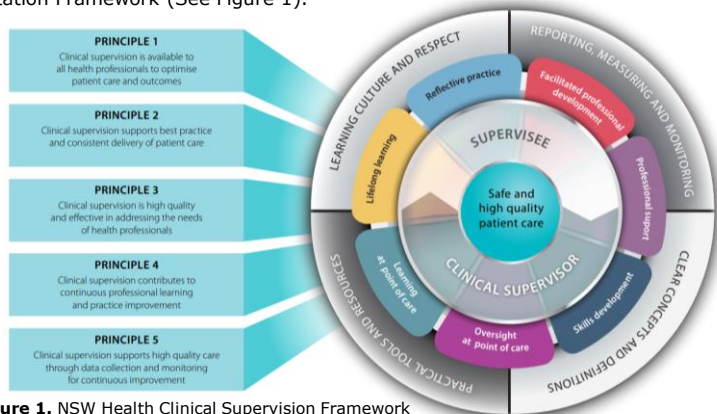 tation Framework (See Figure 1).
PRINCIPLE 1
Clinical supervision is available to
all health professionals to optimise
patient care and outcomes
PRINCIPLE 2
Clinical supervision supports best practice
and consistent delivery of patient care
PRINCIPLE 3
Clinical supervision is high quality
and effective in addressing the needs
of health professionals
PRINCIPLE 4
Clinical supervision contributes to
continuous professional learning
and practice improvement
PRINCIPLE 5
Clinical supervision supports high quality care
through data collection and monitoring
for continuous improvement
LEARNING CULTURE AND RESPECT
REPORTING, MEASURING AND MONITORING
CLEAR CONCEPTS AND DEFINITIONS
PRACTICAL TOOLS AND RESOURCES
Reflective practice
Facilitated professional
development
Professional support
Skills development
Oversight
at point of care
Learning
at point of care
Lifelong learning
SUPERVISEE
Safe and
high quality
patient care
CLINICAL SUPERVISOR
ure 1. NSW Health Clinical Supervision Framework